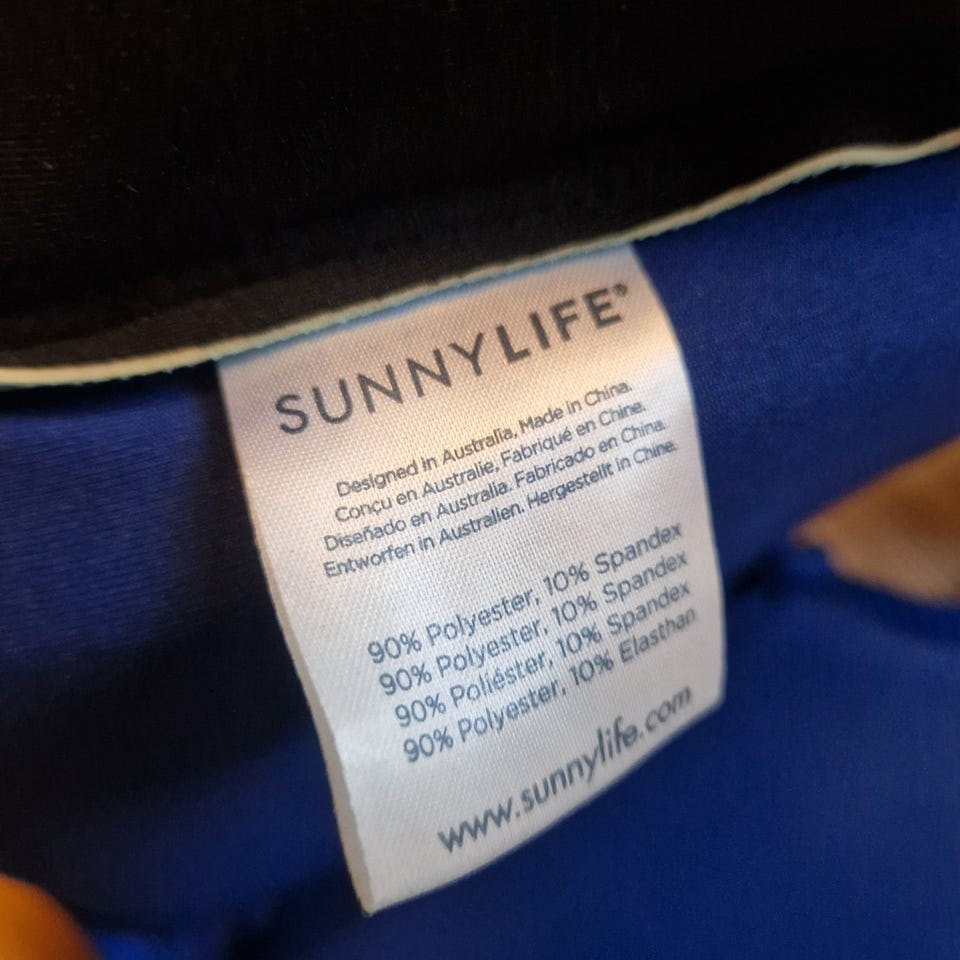 SUNNYLIFE®
Designed in Australia, Made in China.
Conçu en Australie, Fabriqué en Chine.
Diseñado en Australia. Fabricado en China.
Entworfen in Australien. Hergestellt in Chine.
90% Polyester, 10% Spandex
90% Polyester, 10% Spandex
90% Poliéster, 10% Spandex
90% Polyester, 10% Elasthan
www.sunnylife.com